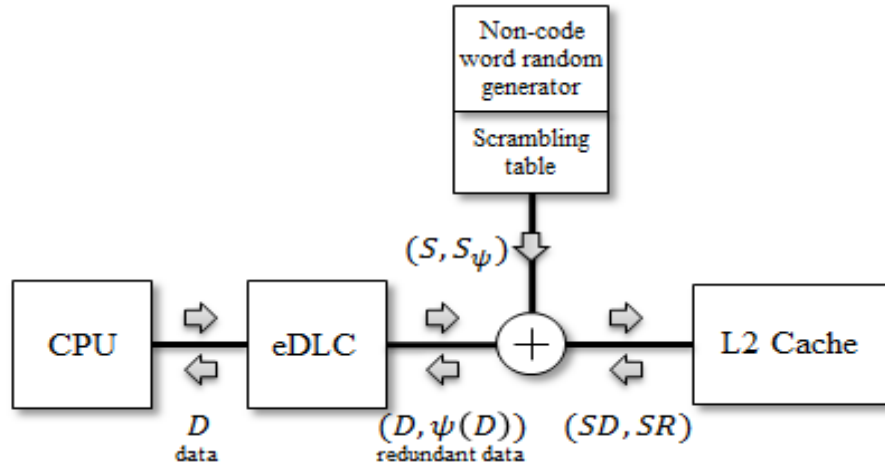 Non-code
word random
generator
Scrambling
table
(S, S_ψ)
CPU
eDLC
+
L2 Cache
D
data
(D, ψ(D))
redundant data
(SD, SR)